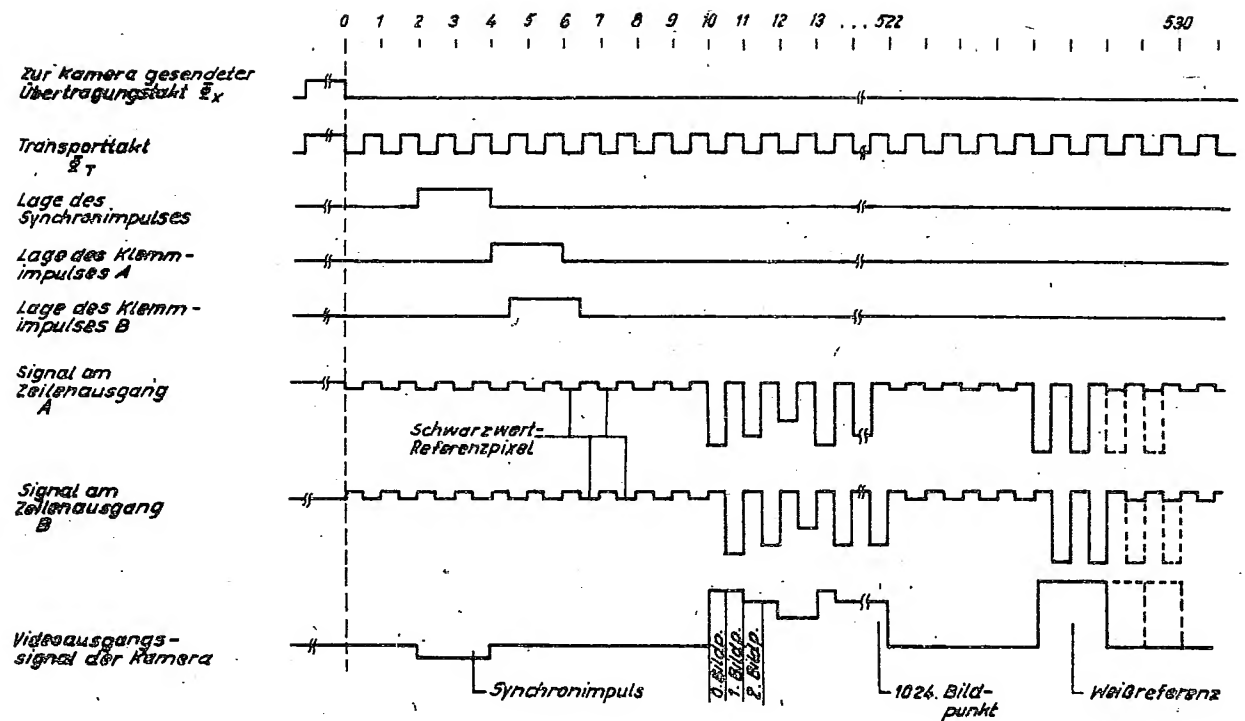 0 1 2 3 4 5 6 7 8 9 10 11 12 13 ... 522 530
Zur Kamera gesendeter
Übertragungstakt Φx
Transporttakt
ΦT
Lage des
Synchronimpulses
Lage des Klemm-
impulses A
Lage des Klemm-
impulses B
Signal am
Zeilenausgang
A
Schwarzwert-
Referenzpixel
Signal am
Zeilenausgang
B
Videoausgangs-
signal der Kamera
Synchronimpuls
0. Bildp.
1. Bildp.
2. Bildp.
1024. Bild-
punkt
Weißreferenz